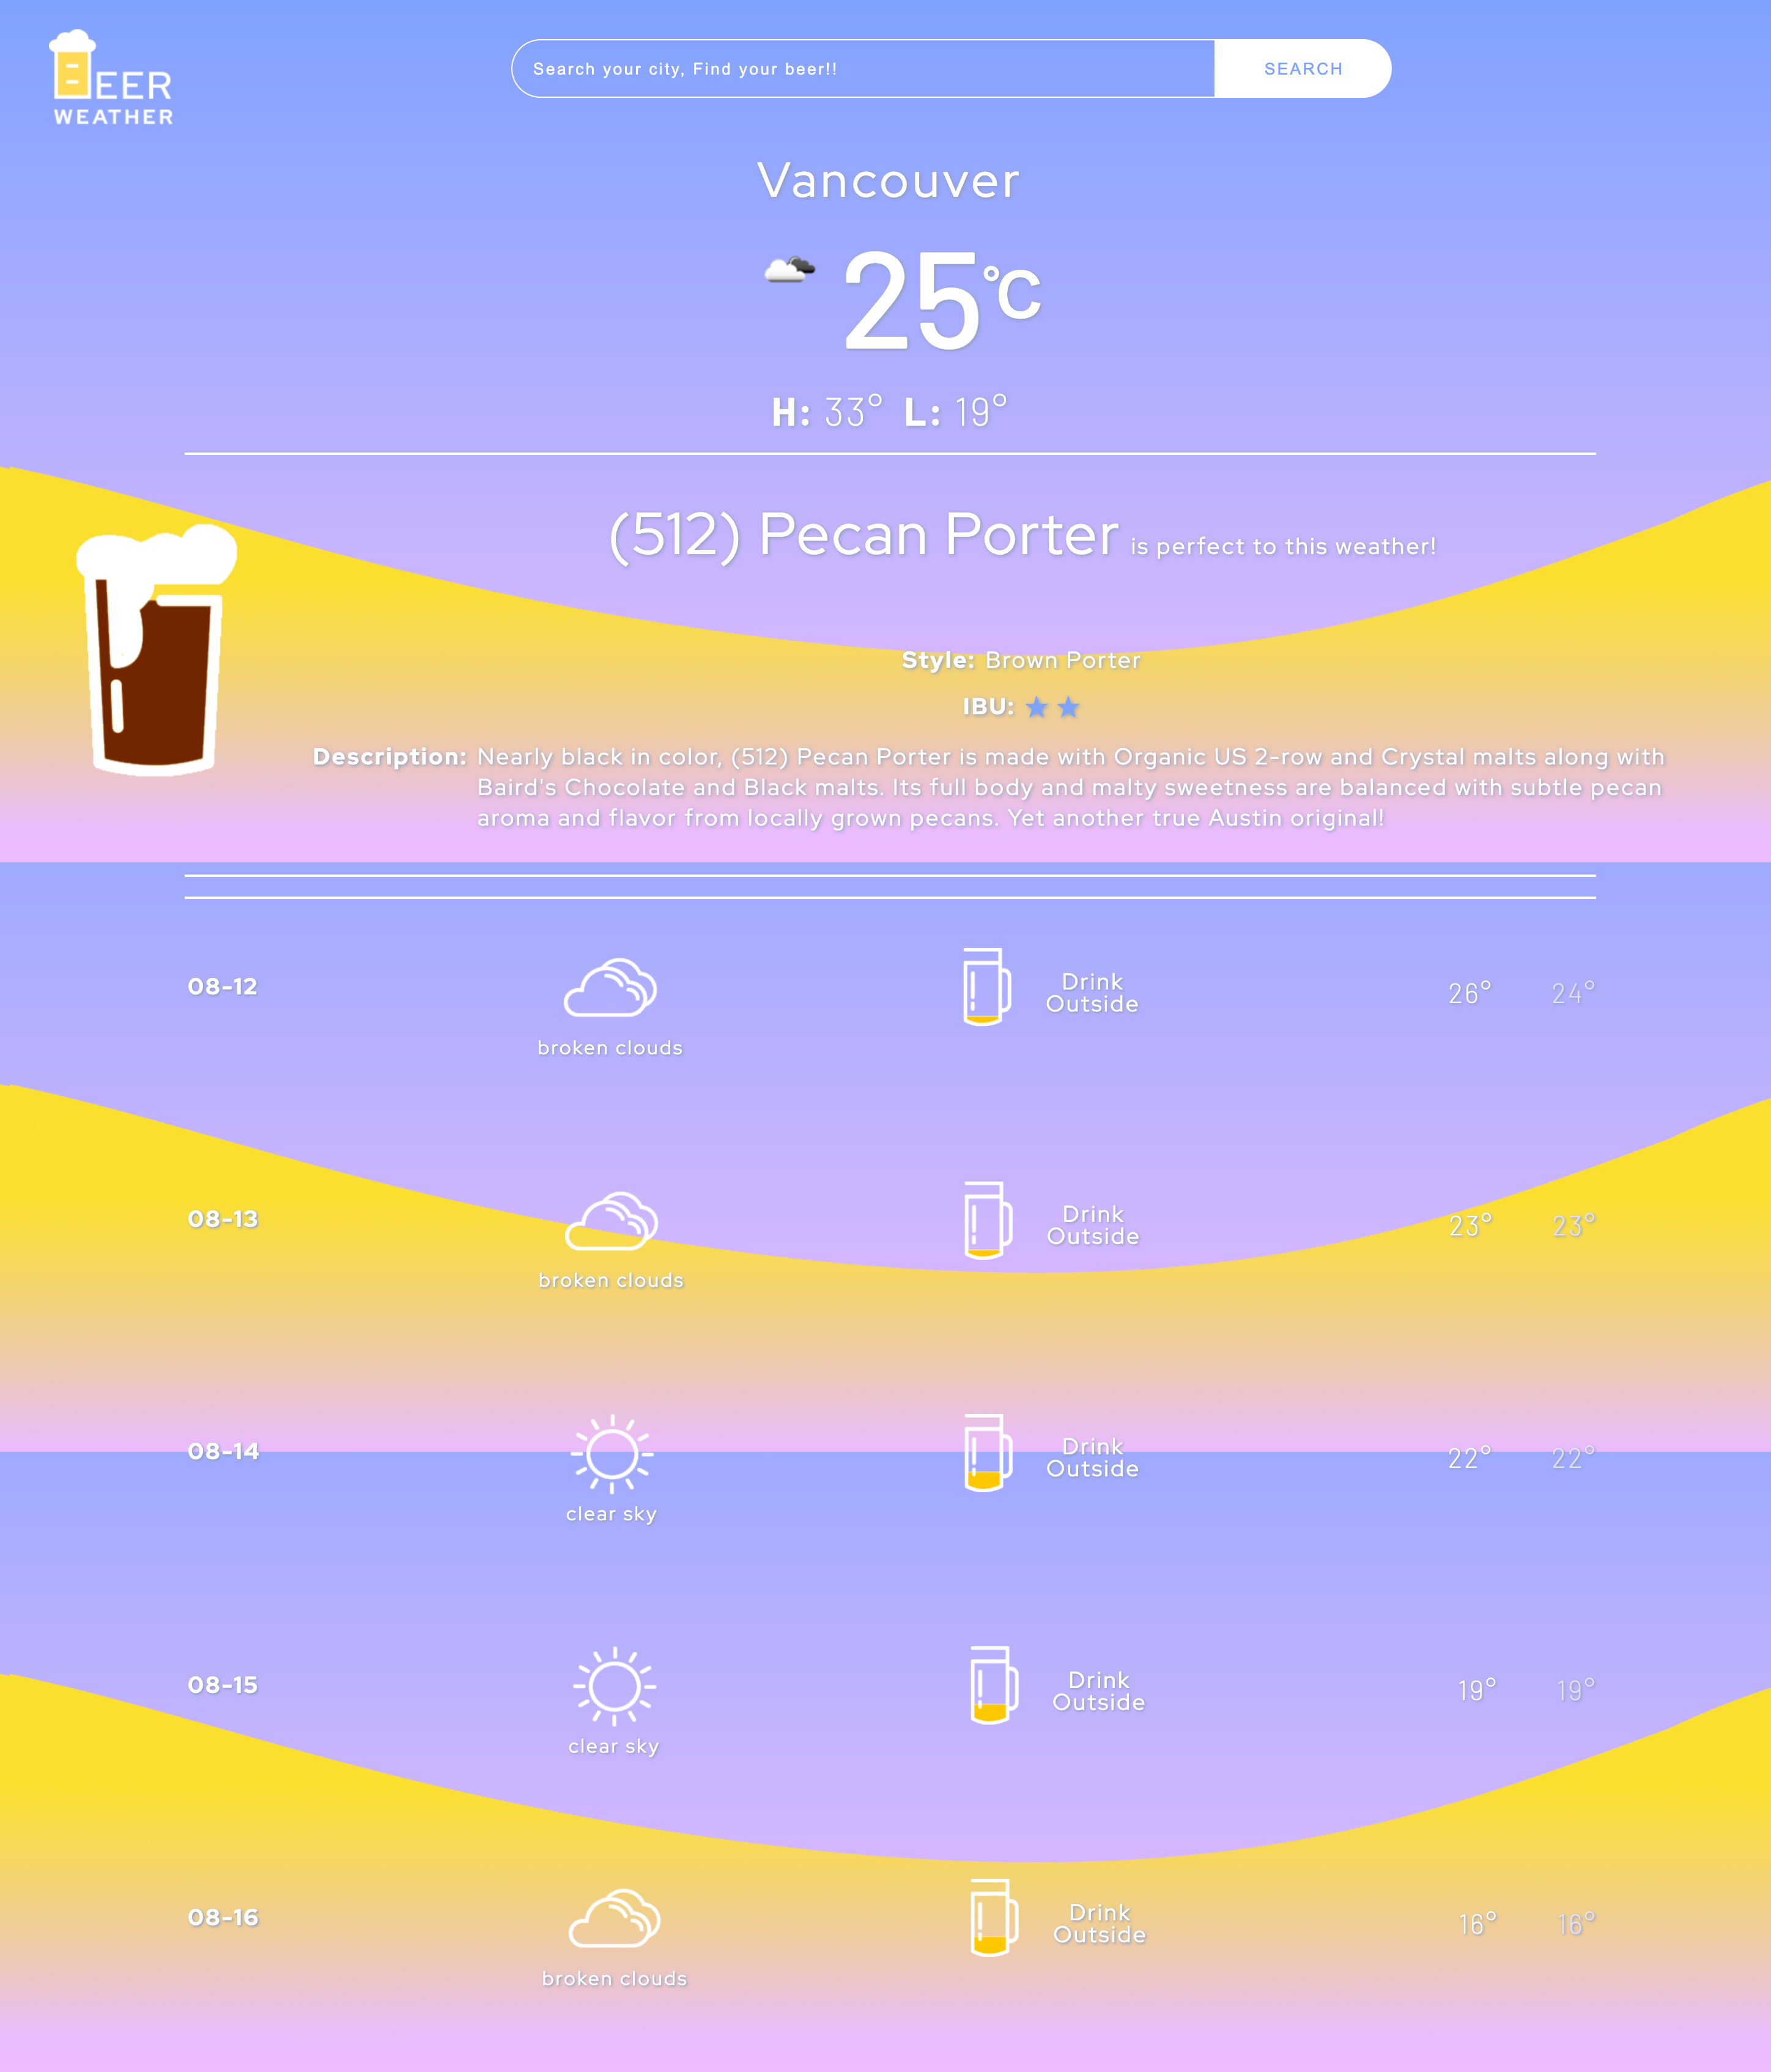 BEER
WEATHER
Search your city, Find your beer!!
SEARCH
Vancouver
25°C
H: 33° L: 19°
(512) Pecan Porter is perfect to this weather!
Style: Brown Porter
IBU: ★ ★
Description: Nearly black in color, (512) Pecan Porter is made with Organic US 2-row and Crystal malts along with
Baird's Chocolate and Black malts. Its full body and malty sweetness are balanced with subtle pecan
aroma and flavor from locally grown pecans. Yet another true Austin original!
08-12
broken clouds
Drink
Outside
26° 24°
08-13
broken clouds
Drink
Outside
23° 23°
08-14
clear sky
Drink
Outside
22° 22°
08-15
clear sky
Drink
Outside
19° 19°
08-16
broken clouds
Drink
Outside
16° 16°